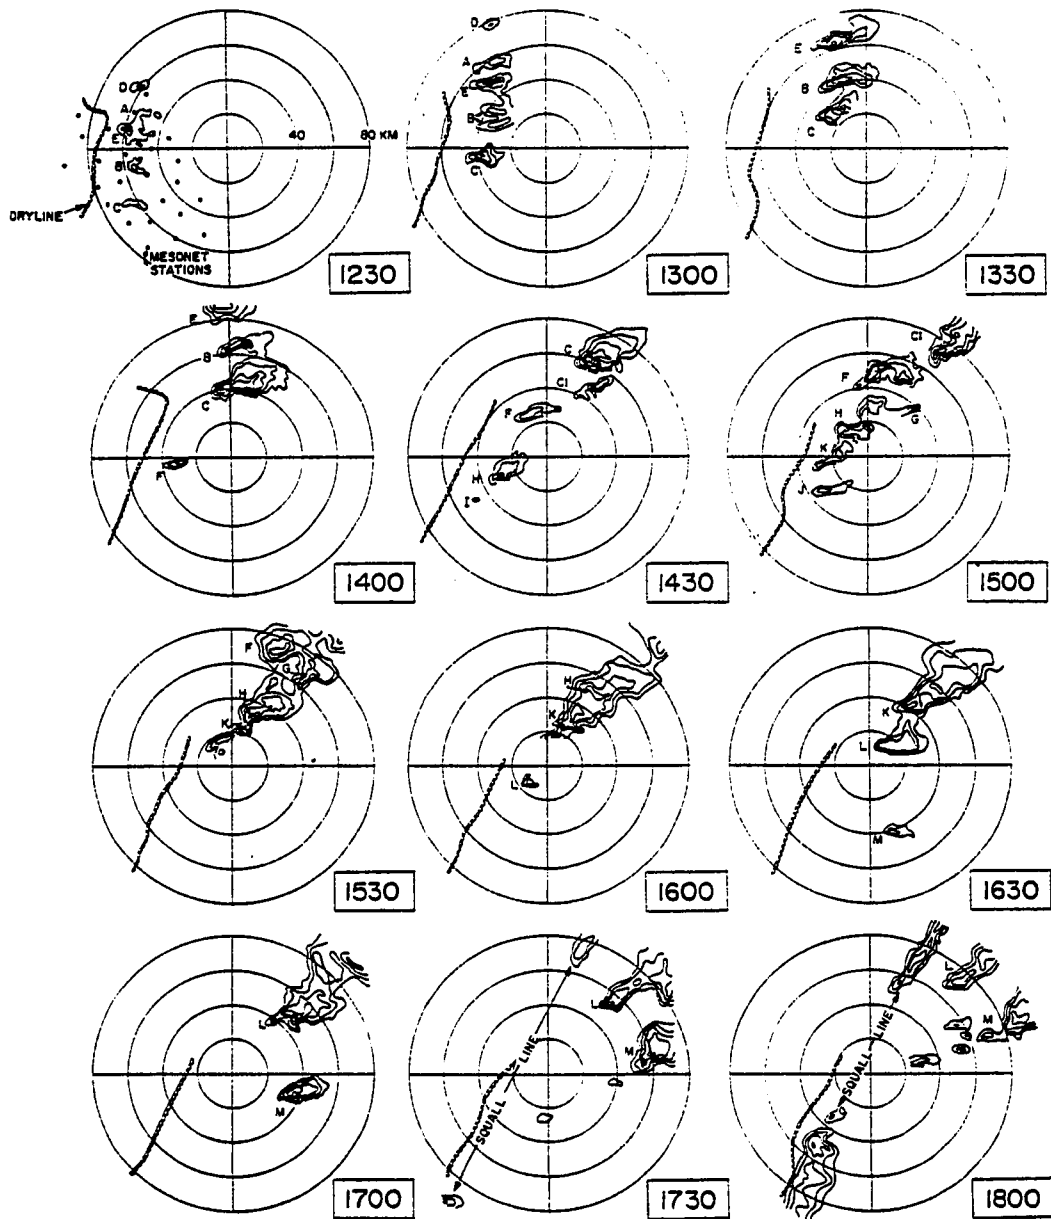 D
A
E
40 80 KM
B
C
DRYLINE
MESONET
STATIONS
1230
D
A
E
B
C
1300
E
B
C
1330
F
B
C
F
1400
C
C1
F
H
I
1430
C1
F
G
H
K
J
1500
F
G
H
K
1530
H
K
L
1600
K
L
M
1630
L
M
1700
L
M
SQUALL LINE
1730
L
M
SQUALL LINE
1800